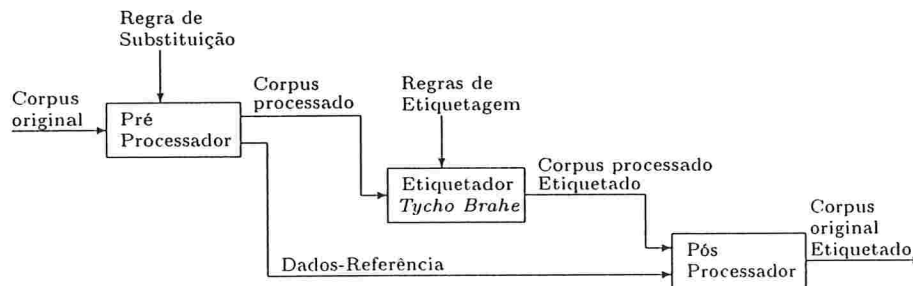 Regra de
Substituição
Corpus
original
Pré
Processador
Corpus
processado
Regras de
Etiquetagem
Etiquetador
Tycho Brahe
Corpus processado
Etiquetado
Dados-Referência
Pós
Processador
Corpus
original
Etiquetado